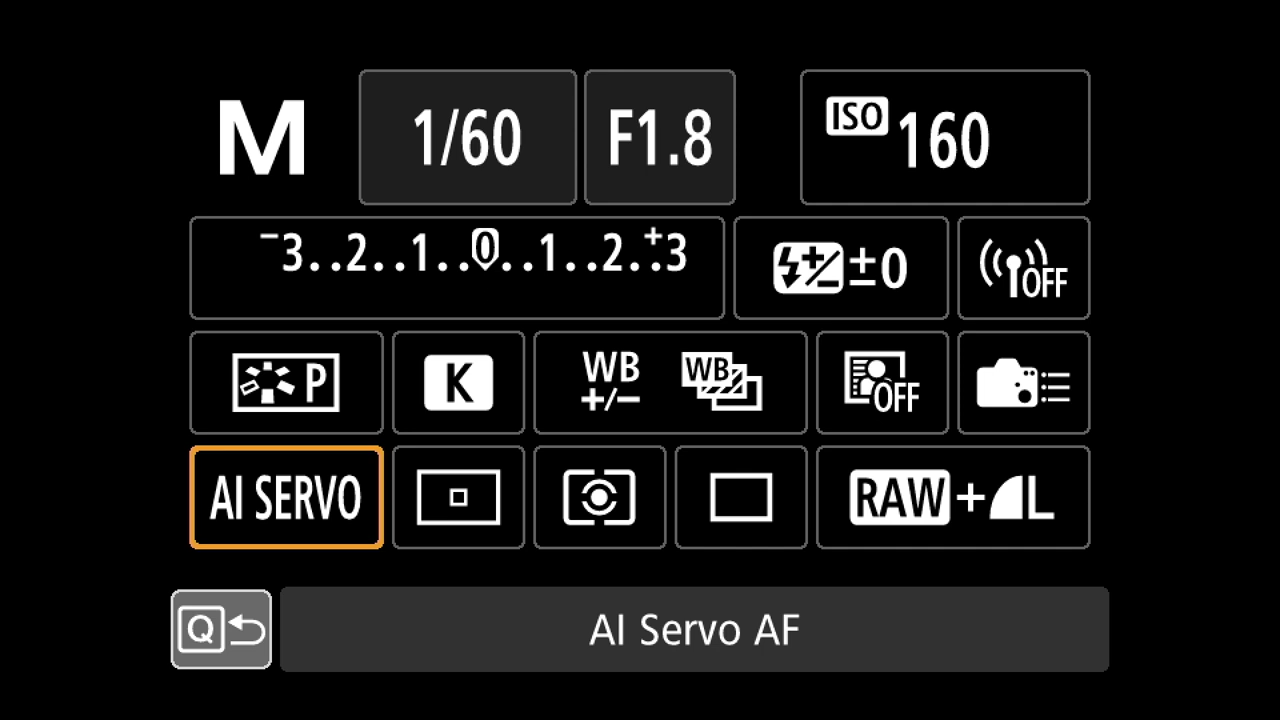 M 1/60 F1.8 ISO 160
-3..2..1..0..1..2..+3 ±0 OFF
P K WB +/- WB OFF
AI SERVO RAW+L
Q AI Servo AF